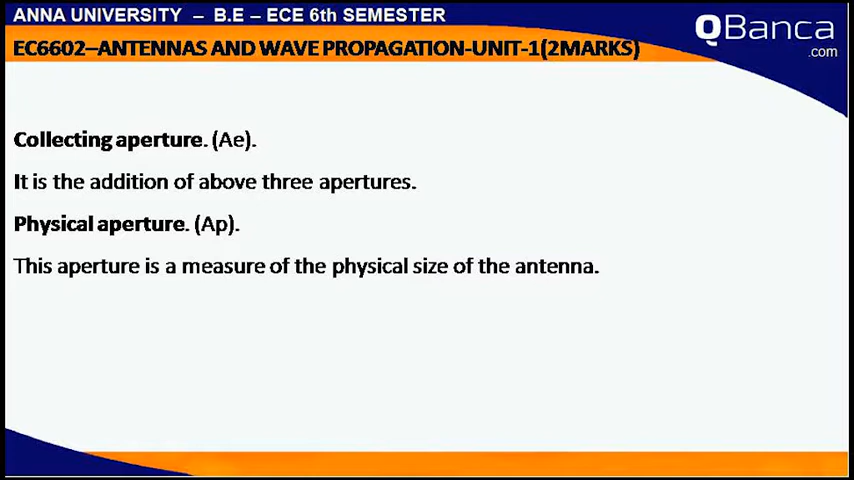 ANNA UNIVERSITY – B.E – ECE 6th SEMESTER
QBanca
.com
EC6602–ANTENNAS AND WAVE PROPAGATION-UNIT-1(2MARKS)
Collecting aperture. (Ae).
It is the addition of above three apertures.
Physical aperture. (Ap).
This aperture is a measure of the physical size of the antenna.